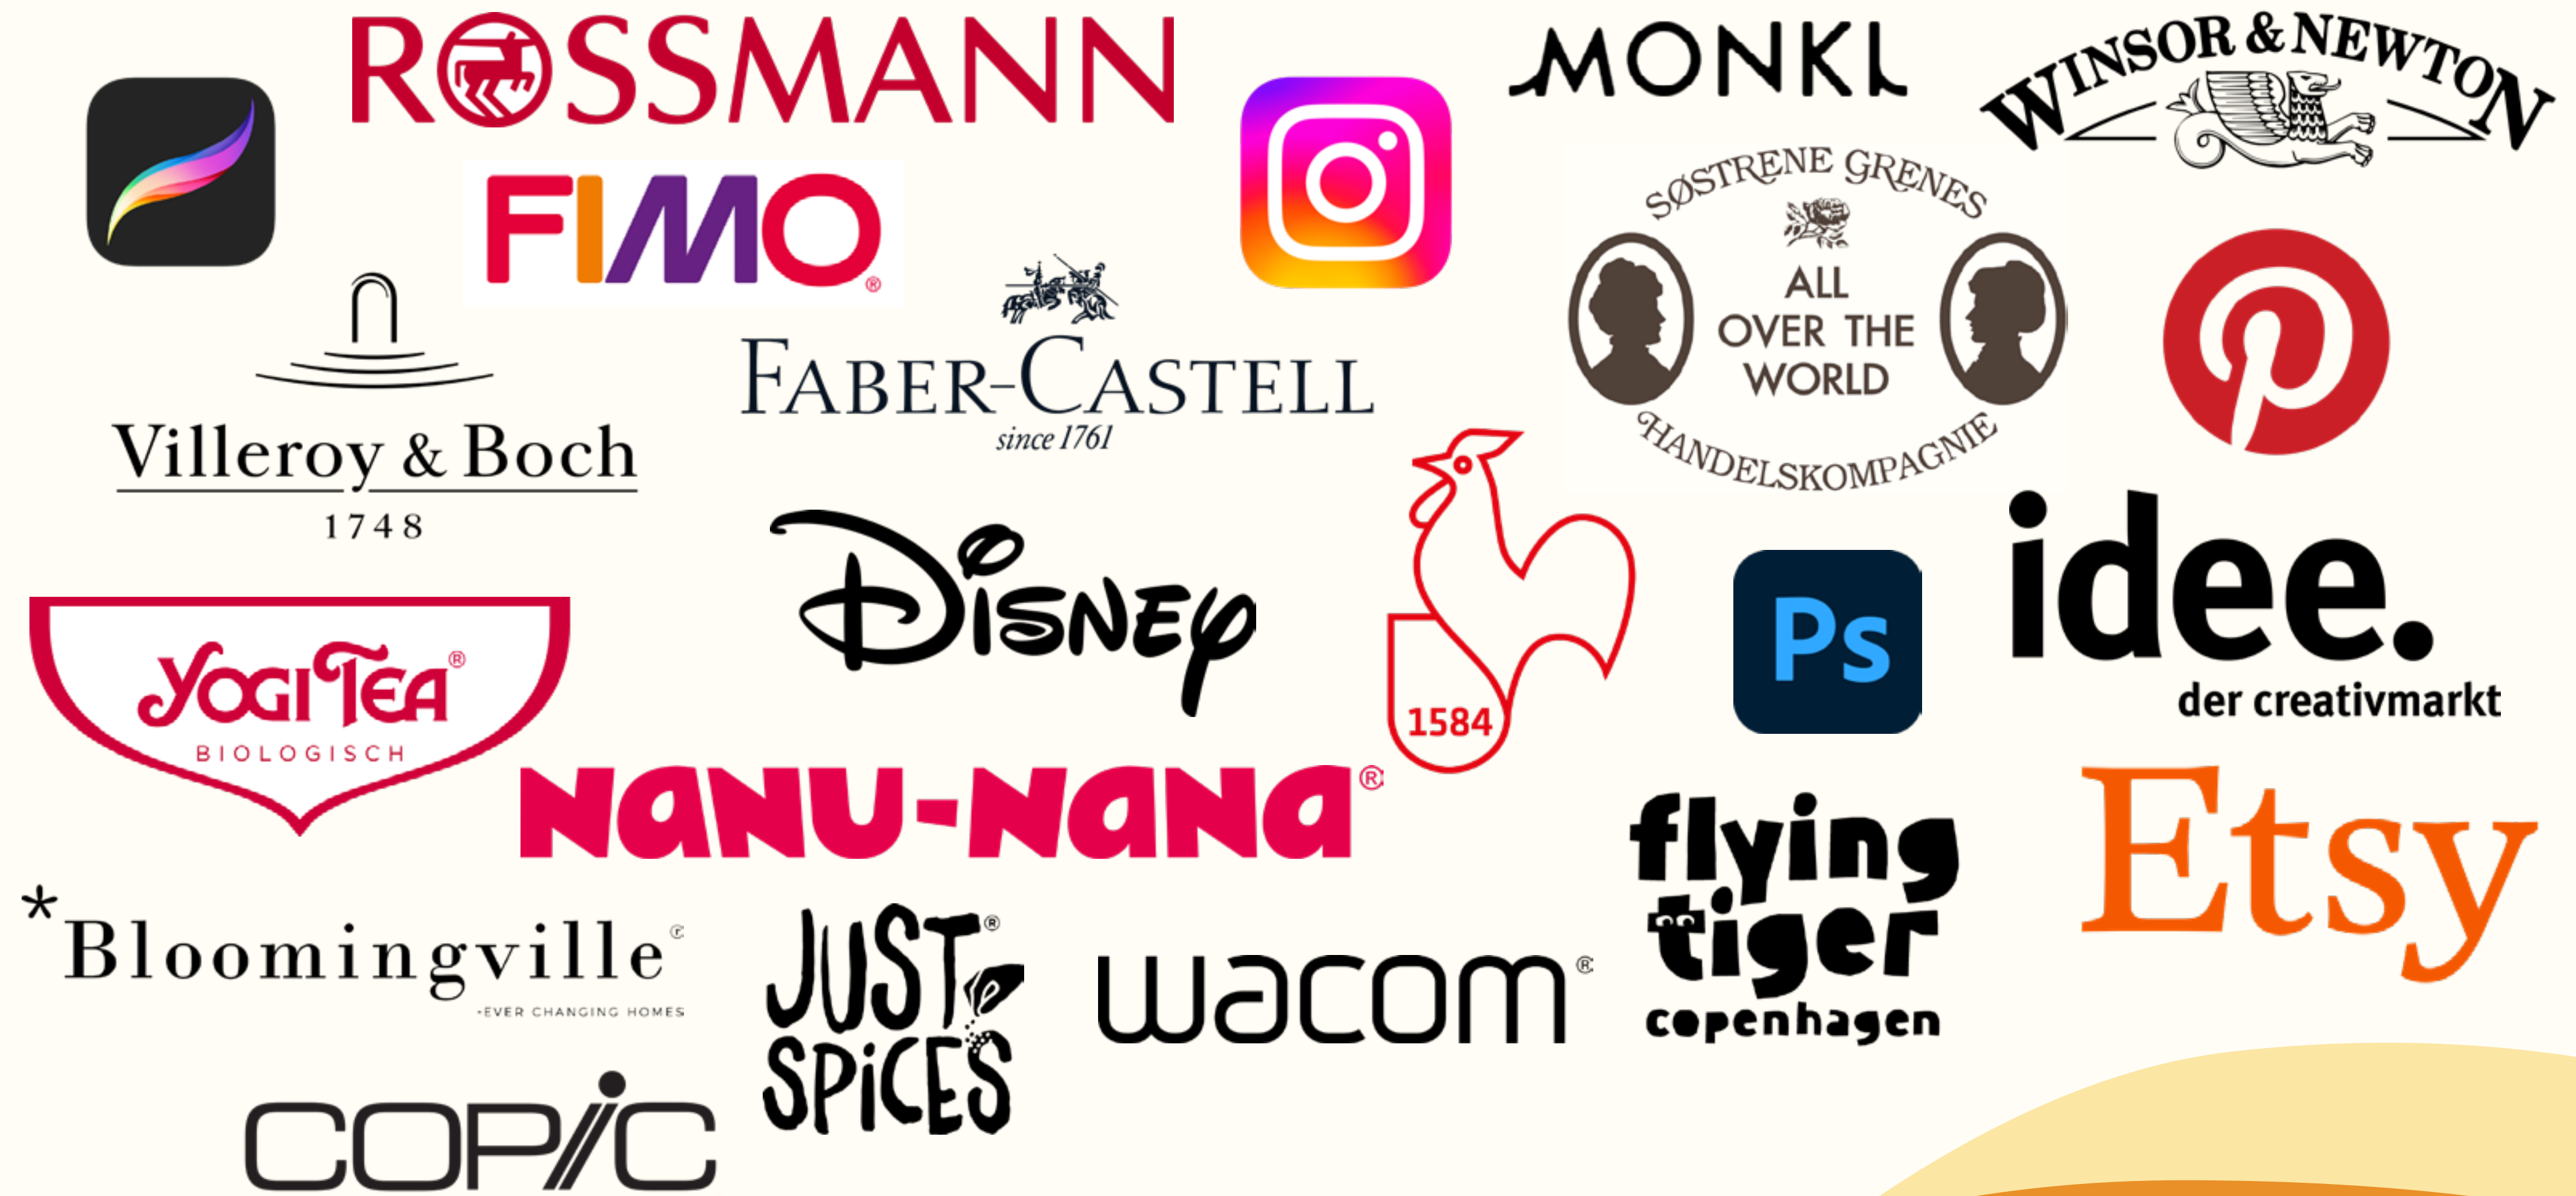 ROSSMANN
MONKI
WINSOR & NEWTON
FIMO®
SØSTRENE GRENES
ALL
OVER THE
WORLD
HANDELSKOMPAGNIE
FABER-CASTELL
since 1761
Villeroy & Boch
1748
DISNEY
1584
Ps
idee.
der creativmarkt
YOGI TEA®
BIOLOGISCH
NANU-NANA®
flying
tiger
copenhagen
Etsy
*Bloomingville®
-EVER CHANGING HOMES
JUST®
SPiCES
wacom®
COPiC